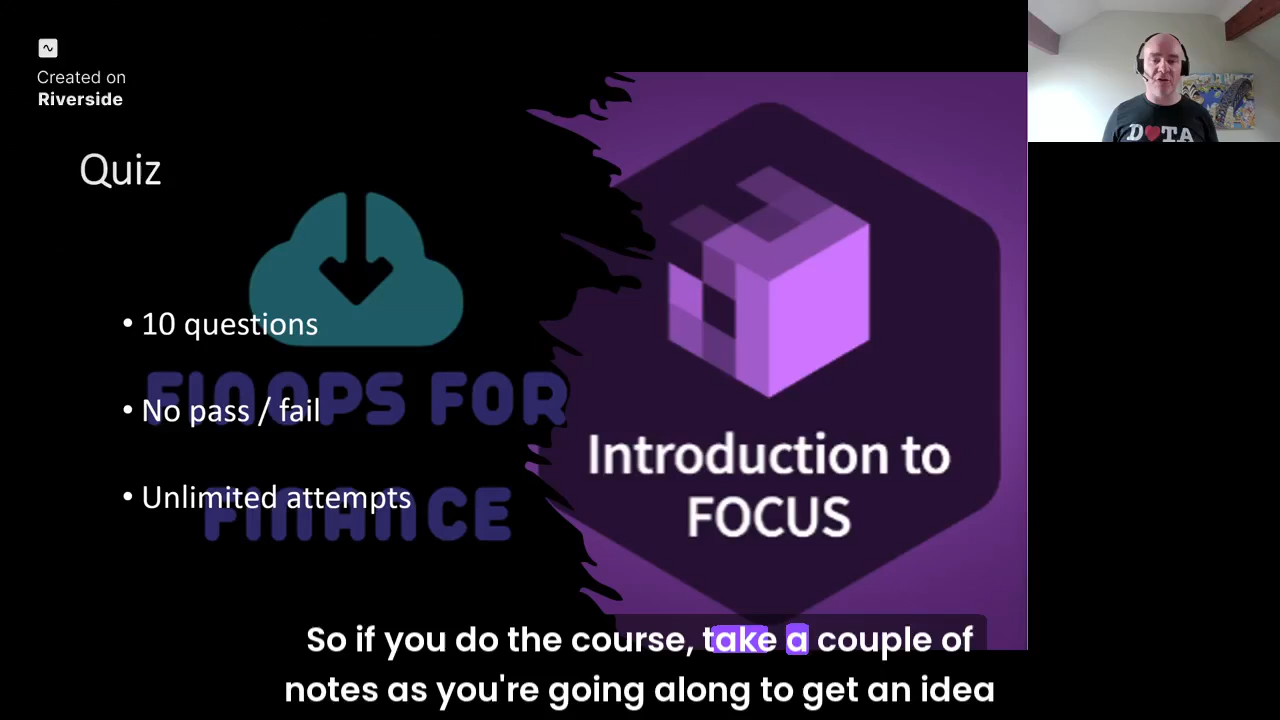 Created on
Riverside
Quiz
• 10 questions
FINOPS FOR
• No pass / fail
• Unlimited attempts
FINANCE
Introduction to
FOCUS
D❤TA
So if you do the course, take a couple of
notes as you're going along to get an idea